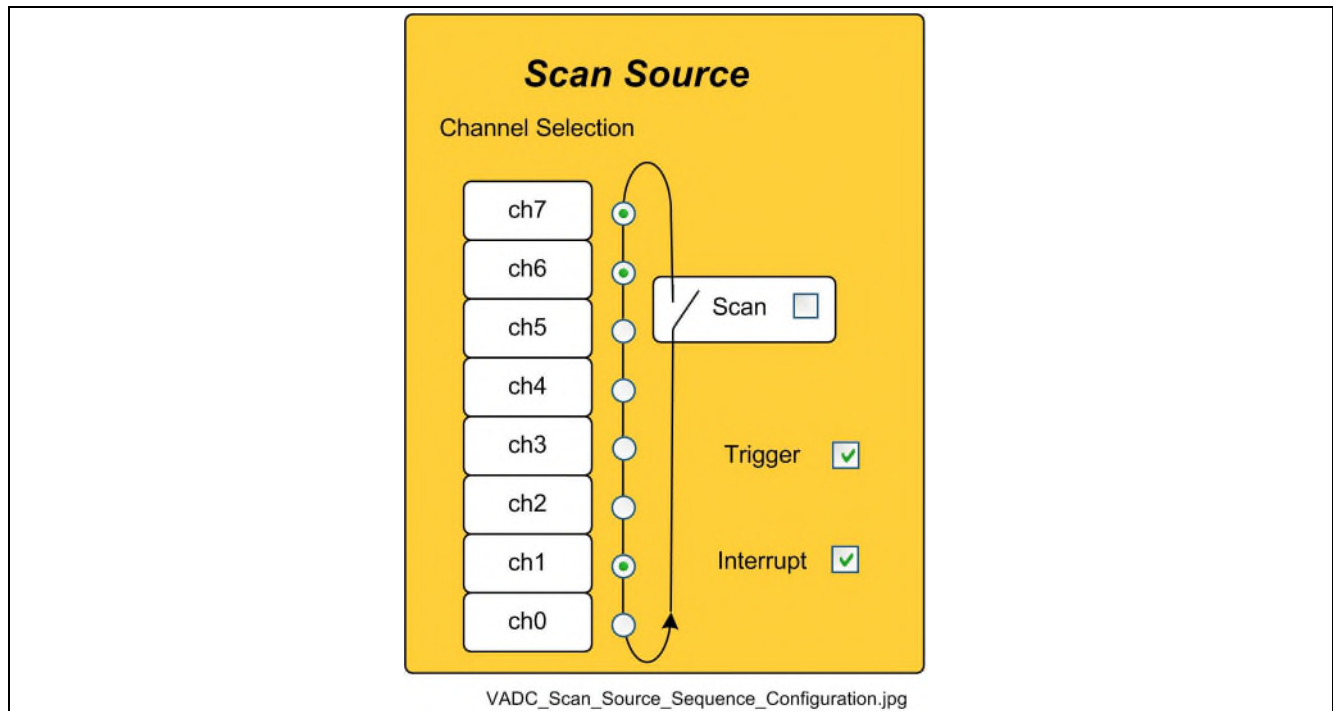 Scan Source
Channel Selection
ch7
ch6
Scan
ch5
ch4
ch3
Trigger
ch2
ch1
Interrupt
ch0
VADC_Scan_Source_Sequence_Configuration.jpg